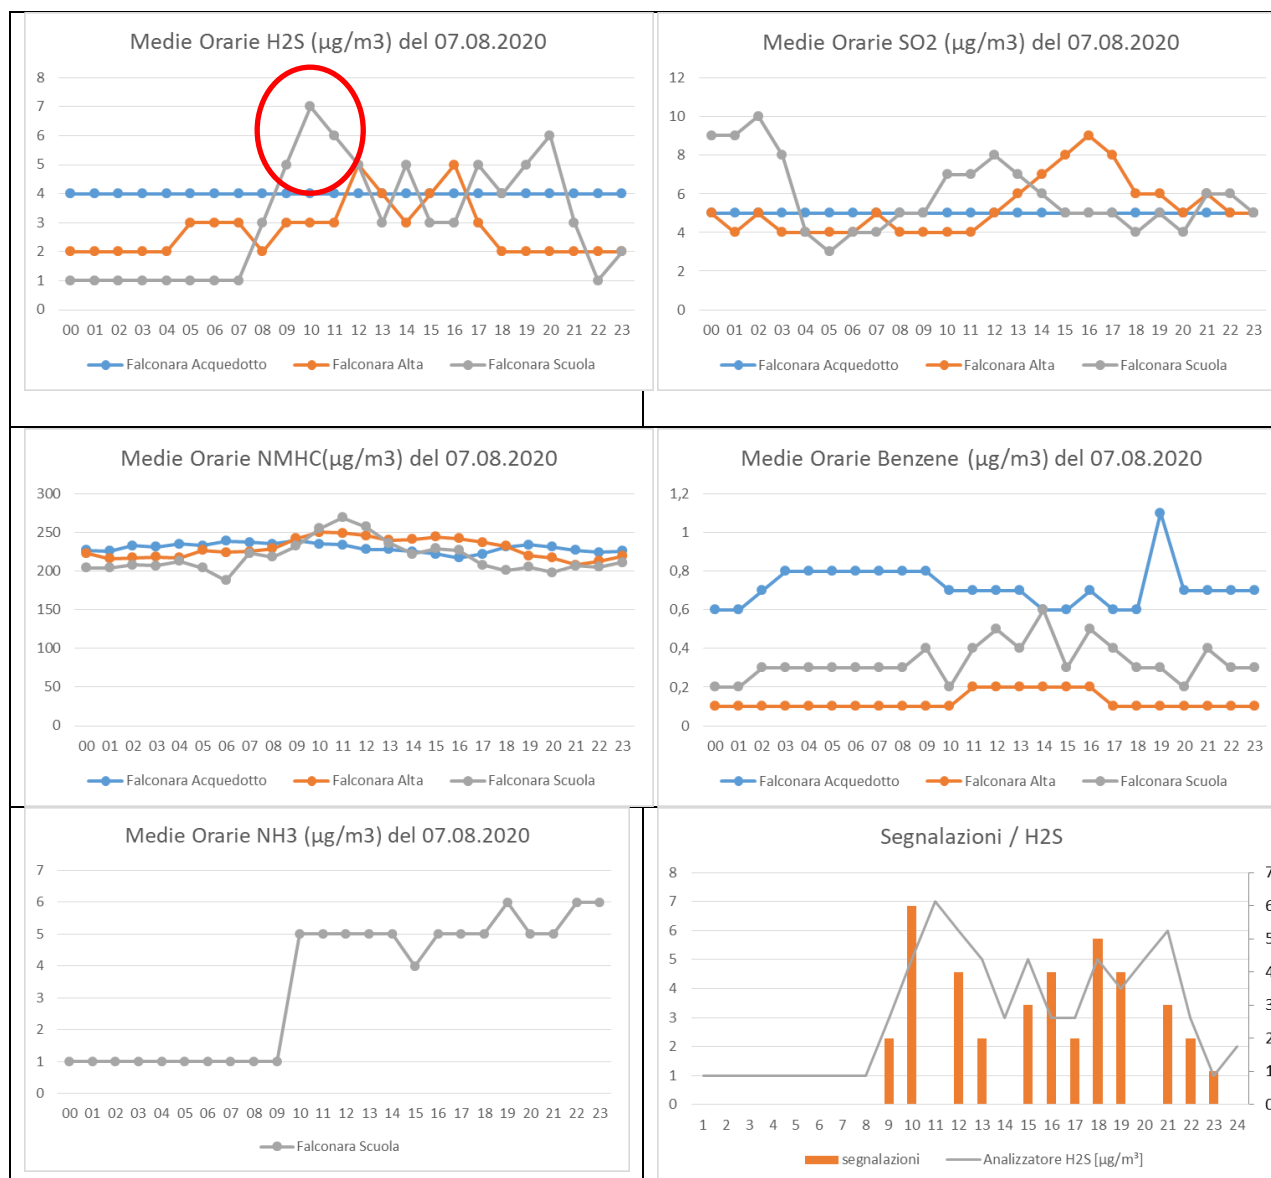 Medie Orarie H2S (µg/m3) del 07.08.2020
8
7
6
5
4
3
2
1
0
00 01 02 03 04 05 06 07 08 09 10 11 12 13 14 15 16 17 18 19 20 21 22 23
Falconara Acquedotto Falconara Alta Falconara Scuola
Medie Orarie SO2 (µg/m3) del 07.08.2020
12
10
8
6
4
2
0
00 01 02 03 04 05 06 07 08 09 10 11 12 13 14 15 16 17 18 19 20 21 22 23
Falconara Acquedotto Falconara Alta Falconara Scuola
Medie Orarie NMHC(µg/m3) del 07.08.2020
300
250
200
150
100
50
0
00 01 02 03 04 05 06 07 08 09 10 11 12 13 14 15 16 17 18 19 20 21 22 23
Falconara Acquedotto Falconara Alta Falconara Scuola
Medie Orarie Benzene (µg/m3) del 07.08.2020
1,2
1
0,8
0,6
0,4
0,2
0
00 01 02 03 04 05 06 07 08 09 10 11 12 13 14 15 16 17 18 19 20 21 22 23
Falconara Acquedotto Falconara Alta Falconara Scuola
Medie Orarie NH3 (µg/m3) del 07.08.2020
7
6
5
4
3
2
1
0
00 01 02 03 04 05 06 07 08 09 10 11 12 13 14 15 16 17 18 19 20 21 22 23
Falconara Scuola
Segnalazioni / H2S
8 7
7 6
6 5
5 4
4 3
3 2
2 1
1 0
0
1 2 3 4 5 6 7 8 9 10 11 12 13 14 15 16 17 18 19 20 21 22 23 24
segnalazioni Analizzatore H2S [µg/m³]